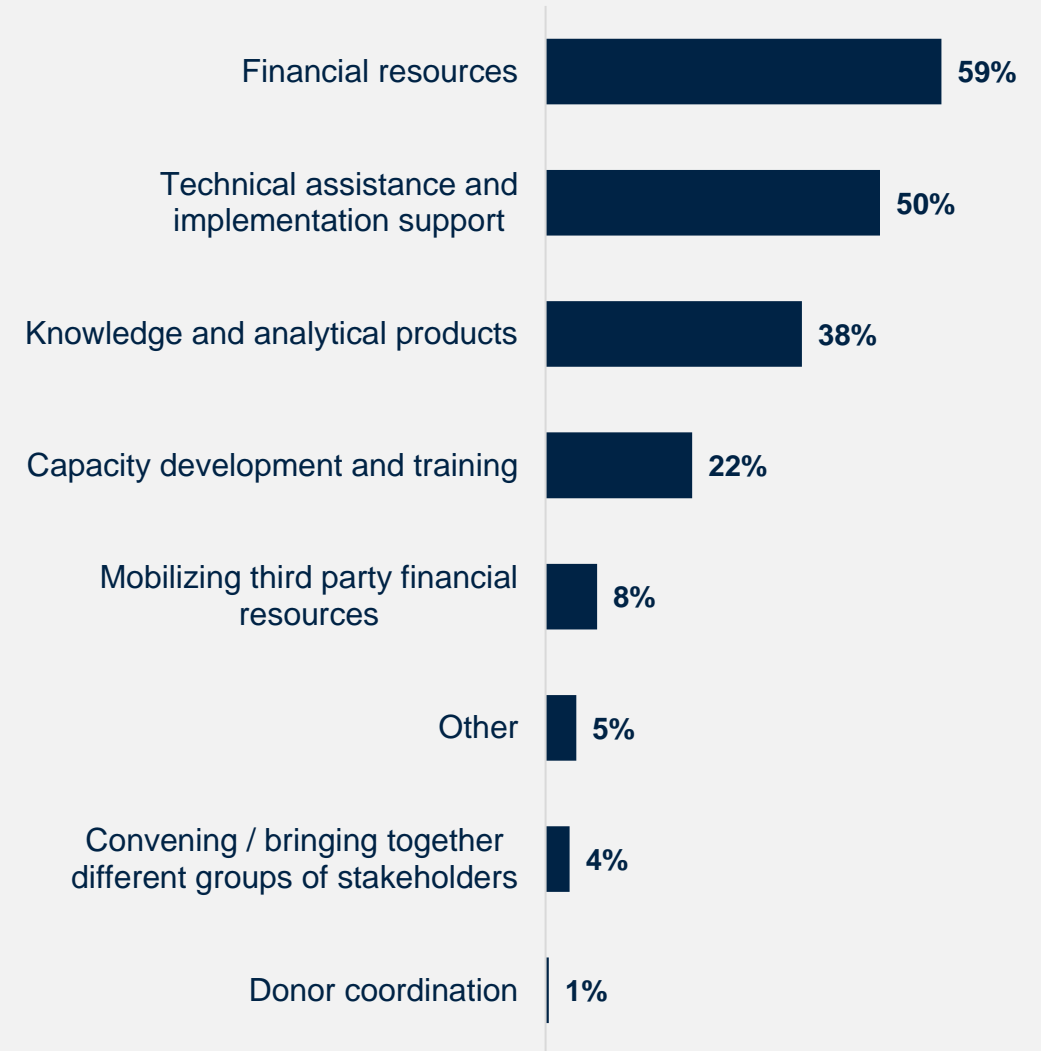 Financial resources
59%
Technical assistance and
implementation support
50%
Knowledge and analytical products
38%
Capacity development and training
22%
Mobilizing third party financial
resources
8%
Other
5%
Convening / bringing together
different groups of stakeholders
4%
Donor coordination
1%